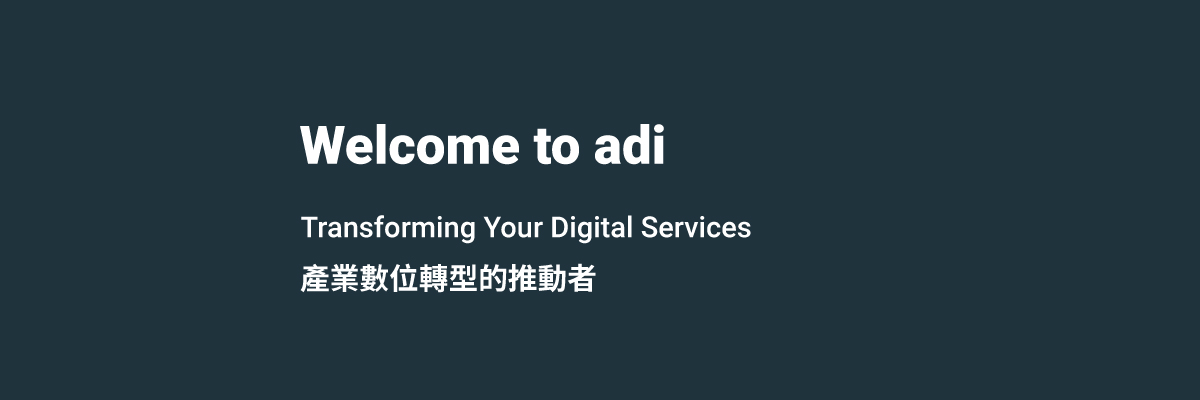 Welcome to adi
Transforming Your Digital Services
產業數位轉型的推動者